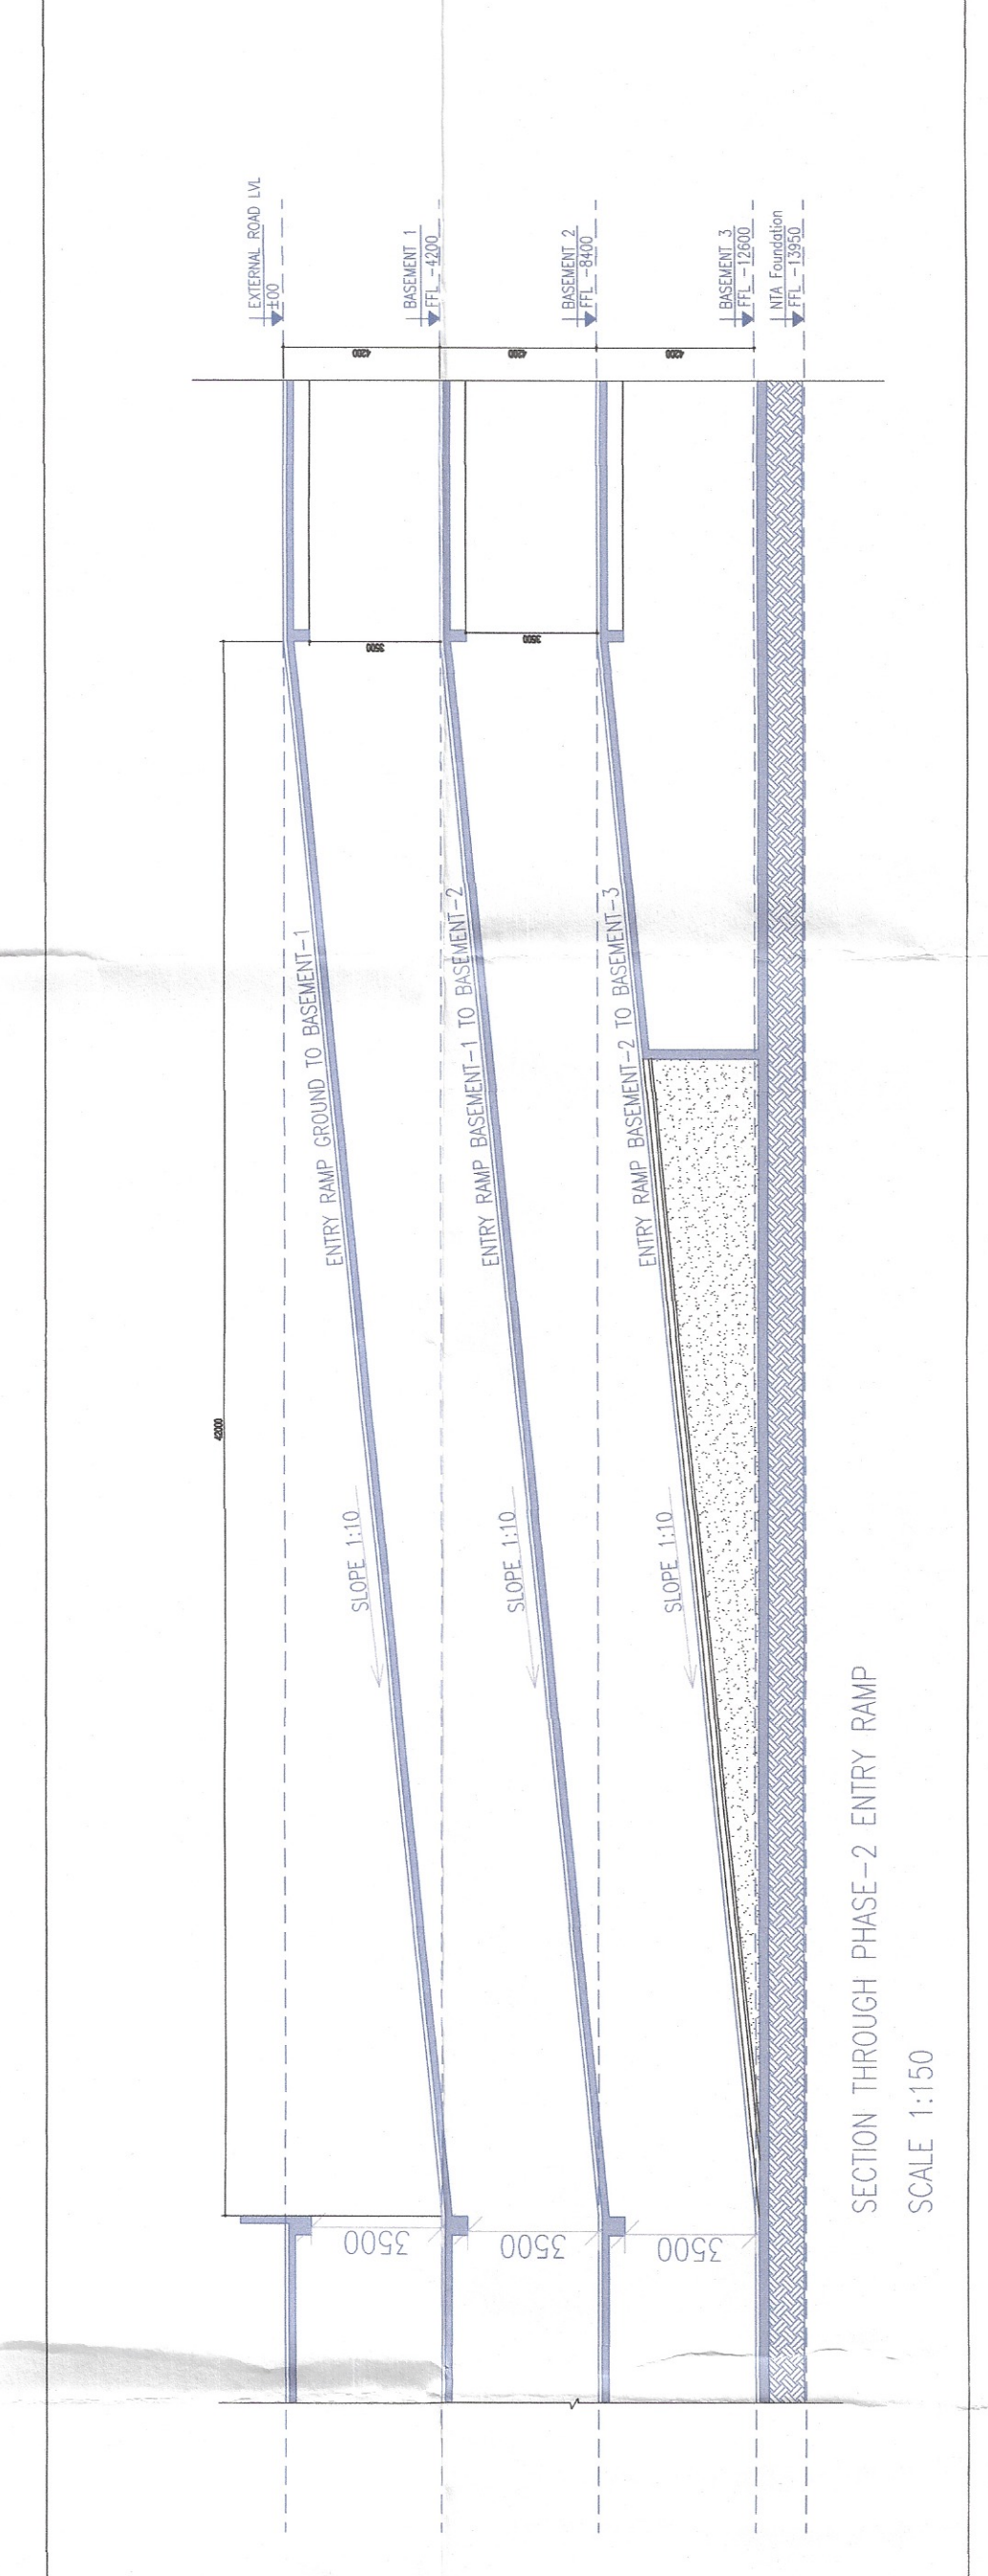 EXTERNAL ROAD LVL
±00
BASEMENT 1
FFL -4200
BASEMENT 2
FFL -8400
BASEMENT 3
FFL -12600
NTA Foundation
FFL -13950
4200
4200
4200
3500
3500
42000
ENTRY RAMP GROUND TO BASEMENT-1
ENTRY RAMP BASEMENT-1 TO BASEMENT-2
ENTRY RAMP BASEMENT-2 TO BASEMENT-3
SLOPE 1:10
SLOPE 1:10
SLOPE 1:10
3500
3500
3500
SECTION THROUGH PHASE-2 ENTRY RAMP
SCALE 1:150